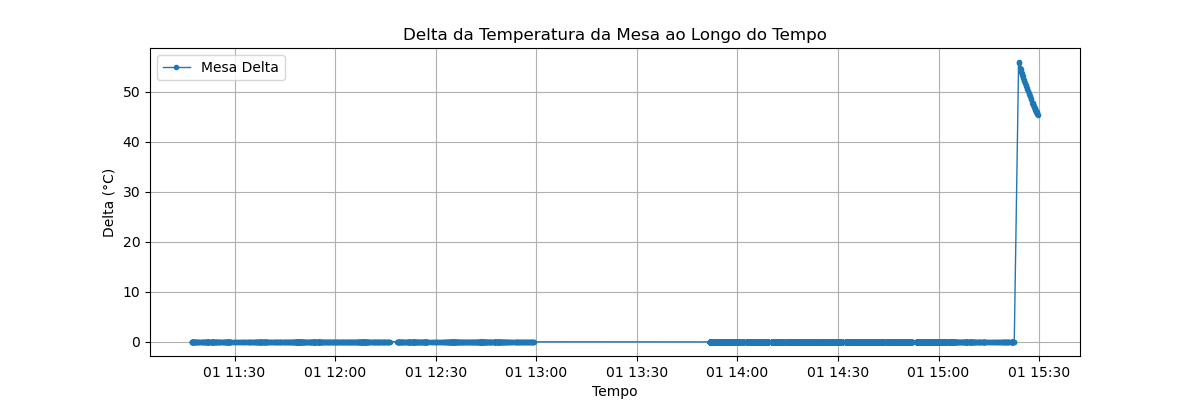 Delta da Temperatura da Mesa ao Longo do Tempo
Mesa Delta
50
40
30
20
10
0
Delta (°C)
01 11:30 01 12:00 01 12:30 01 13:00 01 13:30 01 14:00 01 14:30 01 15:00 01 15:30
Tempo